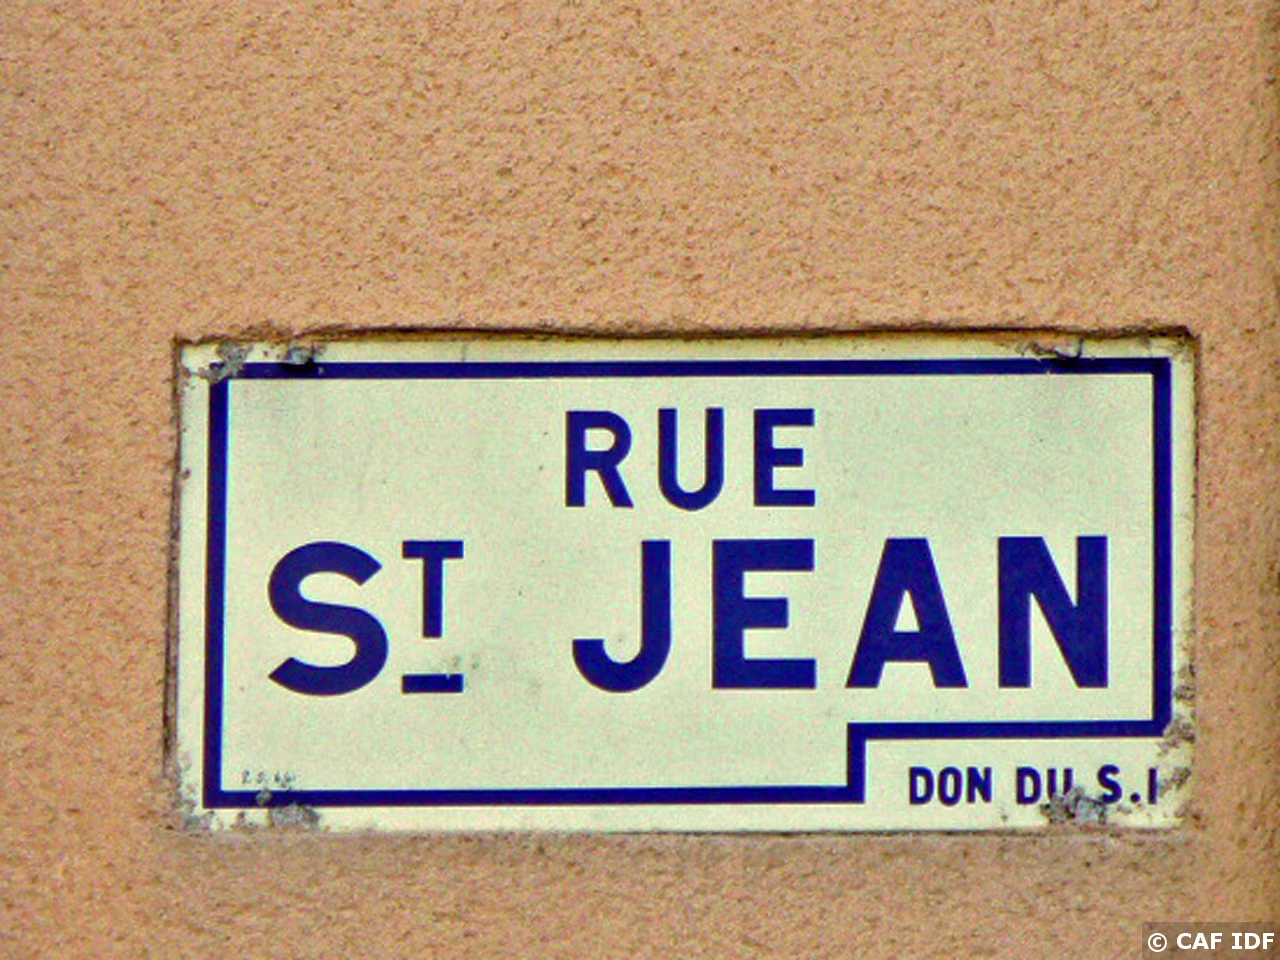 RUE
ST JEAN
DON DU S.I
© CAF IDF